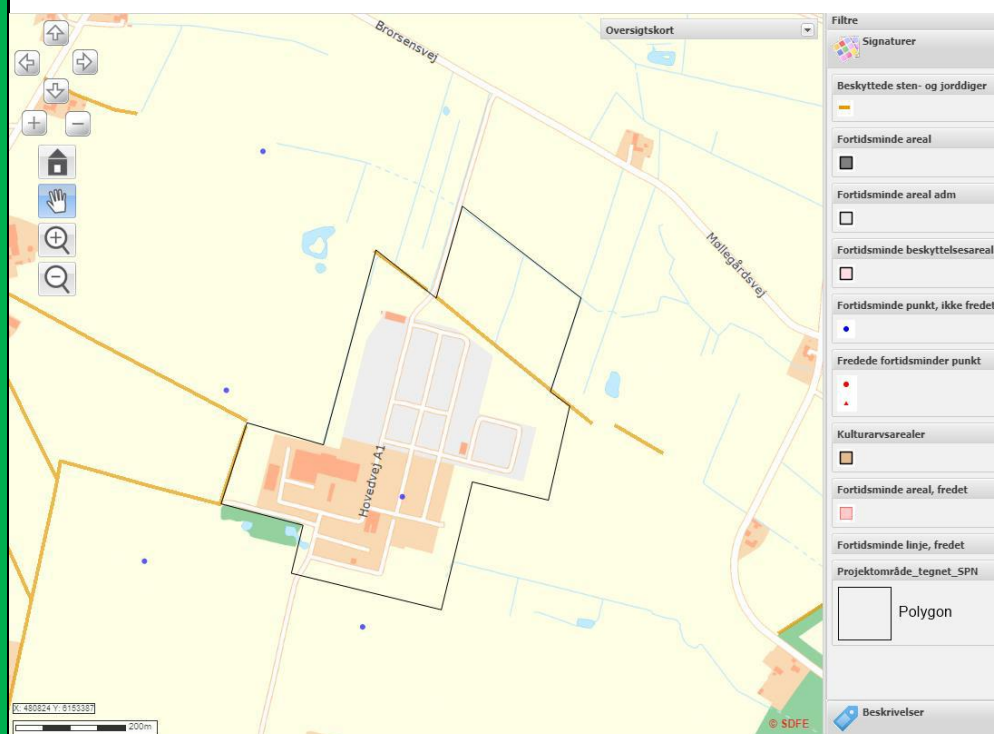 Brorsensvej
Oversigtskort
Møllegårdsvej
Hovedvej A1
X: 480824 Y: 6153387
200m
© SDFE
Filtre
Signaturer
Beskyttede sten- og jorddiger
Fortidsminde areal
Fortidsminde areal adm
Fortidsminde beskyttelsesareal
Fortidsminde punkt, ikke fredet
Fredede fortidsminder punkt
Kulturarvsarealer
Fortidsminde areal, fredet
Fortidsminde linje, fredet
Projektområde_tegnet_SPN
Polygon
Beskrivelser